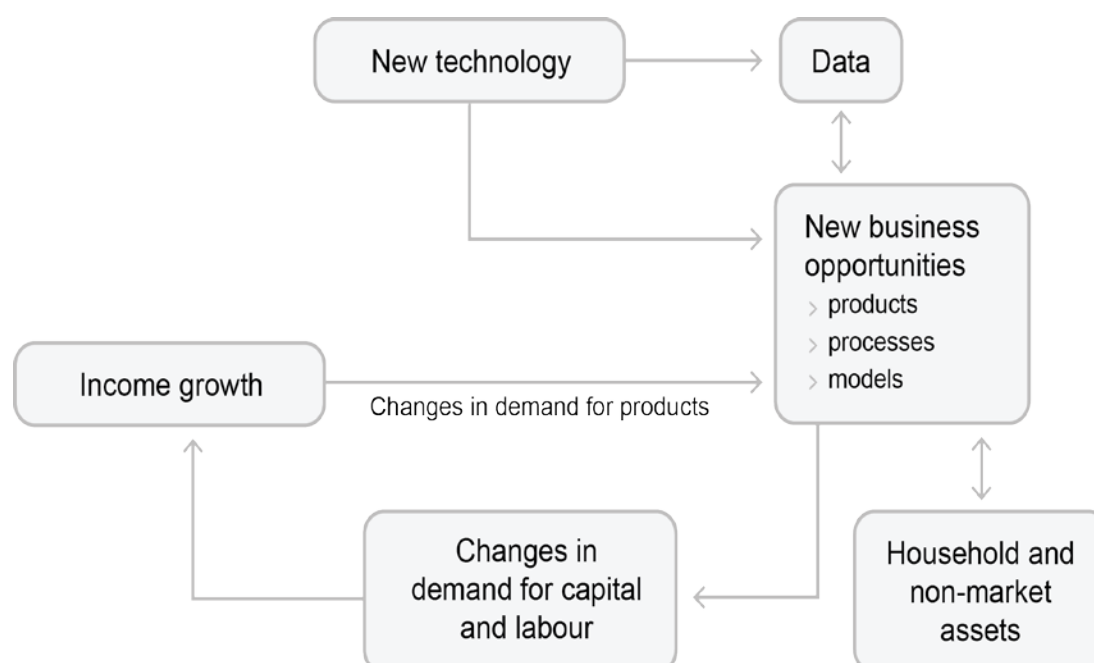 New technology
Data
New business
opportunities
> products
> processes
> models
Income growth
Changes in demand for products
Changes in
demand for capital
and labour
Household and
non-market
assets